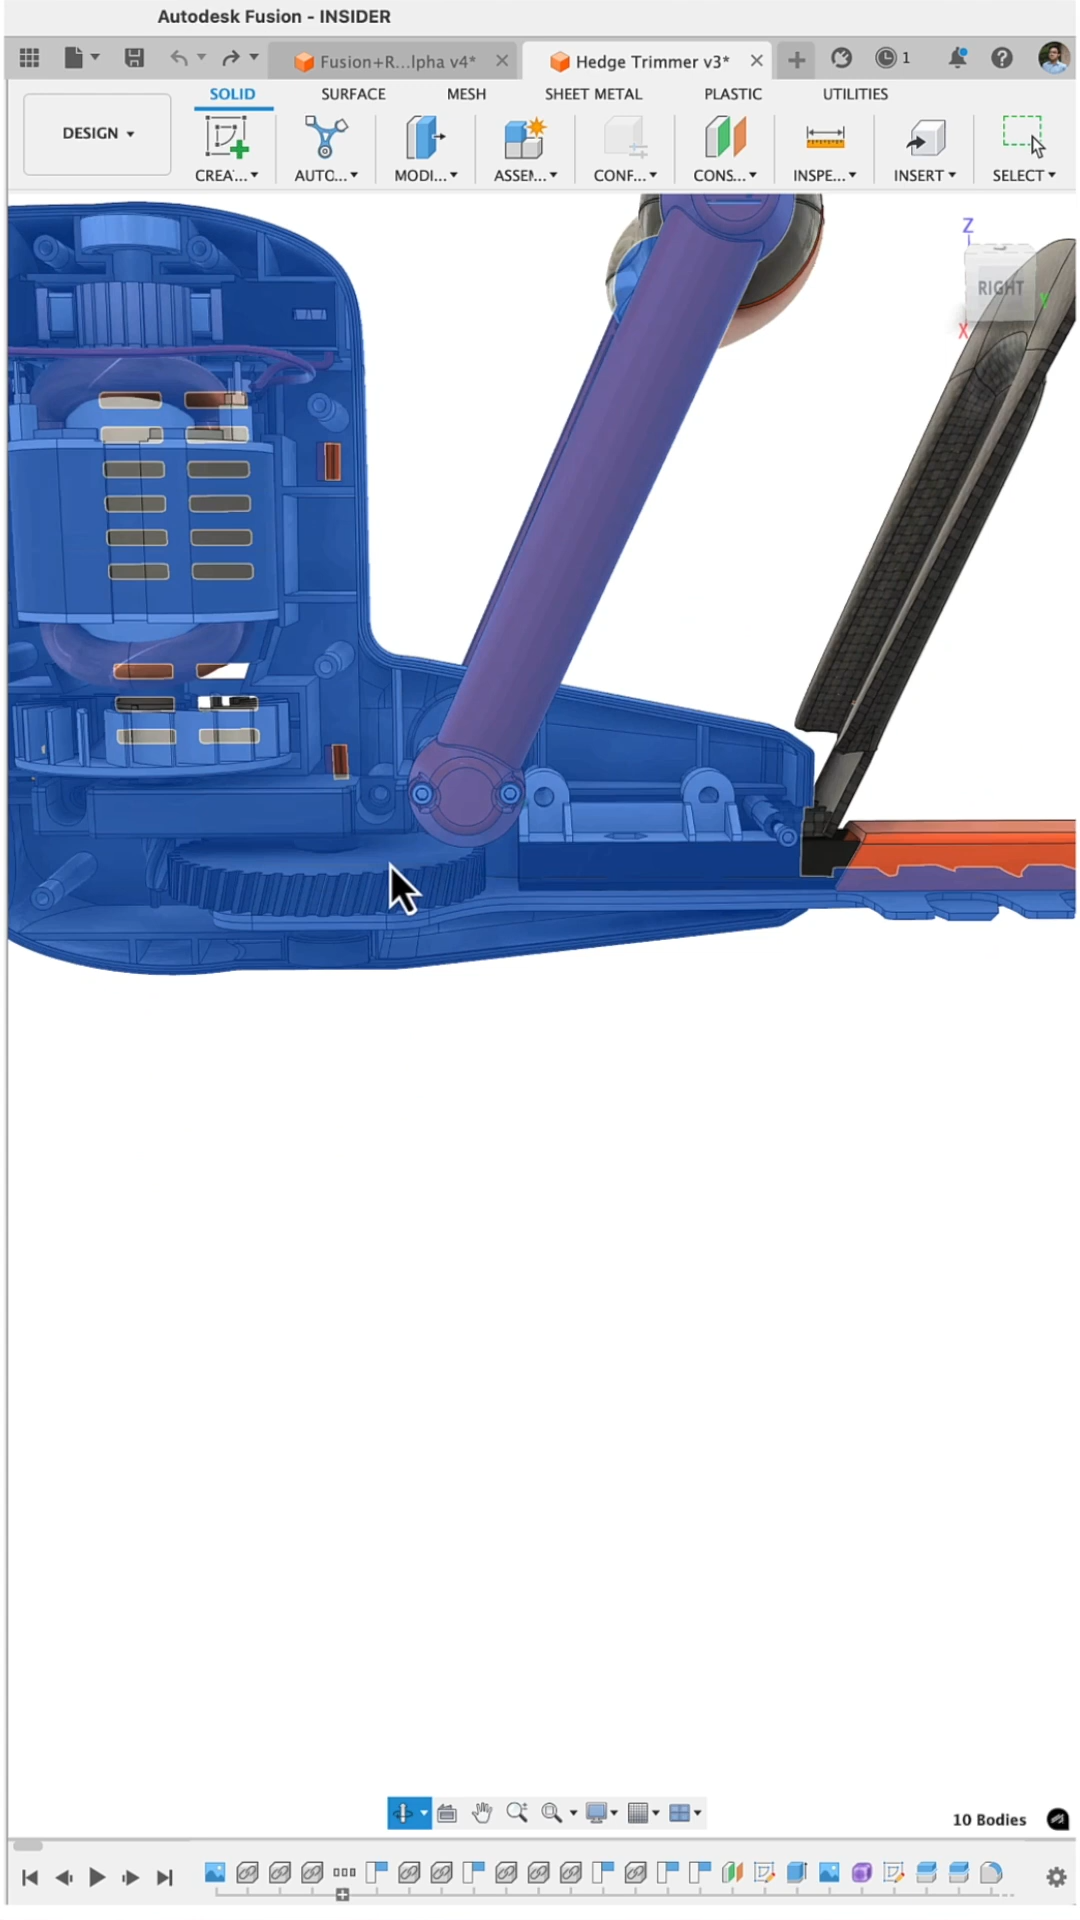 Autodesk Fusion - INSIDER
Fusion+R...lpha v4*
Hedge Trimmer v3*
1
SOLID SURFACE MESH SHEET METAL PLASTIC UTILITIES
DESIGN
CREA... AUTO... MODI... ASSEM... CONF... CONS... INSPE... INSERT SELECT
Z
RIGHT
Y
X
10 Bodies